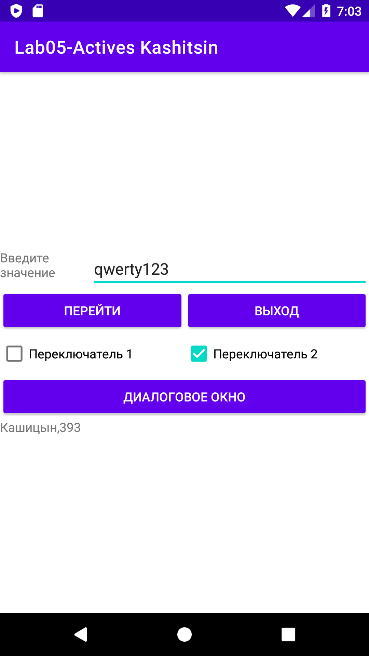 7:03
Lab05-Actives Kashitsin
Введите
значение
qwerty123
ПЕРЕЙТИ
ВЫХОД
Переключатель 1
Переключатель 2
ДИАЛОГОВОЕ ОКНО
Кашицын,393